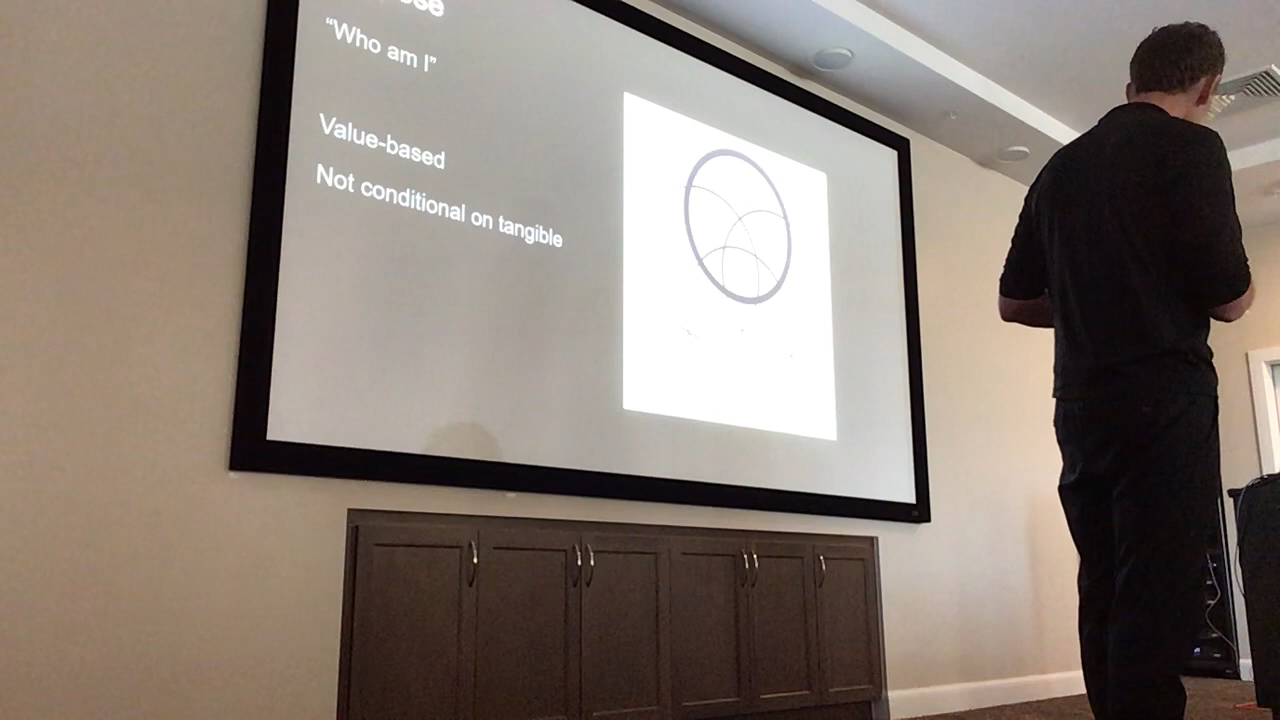 “Who am I”
Value-based
Not conditional on tangible